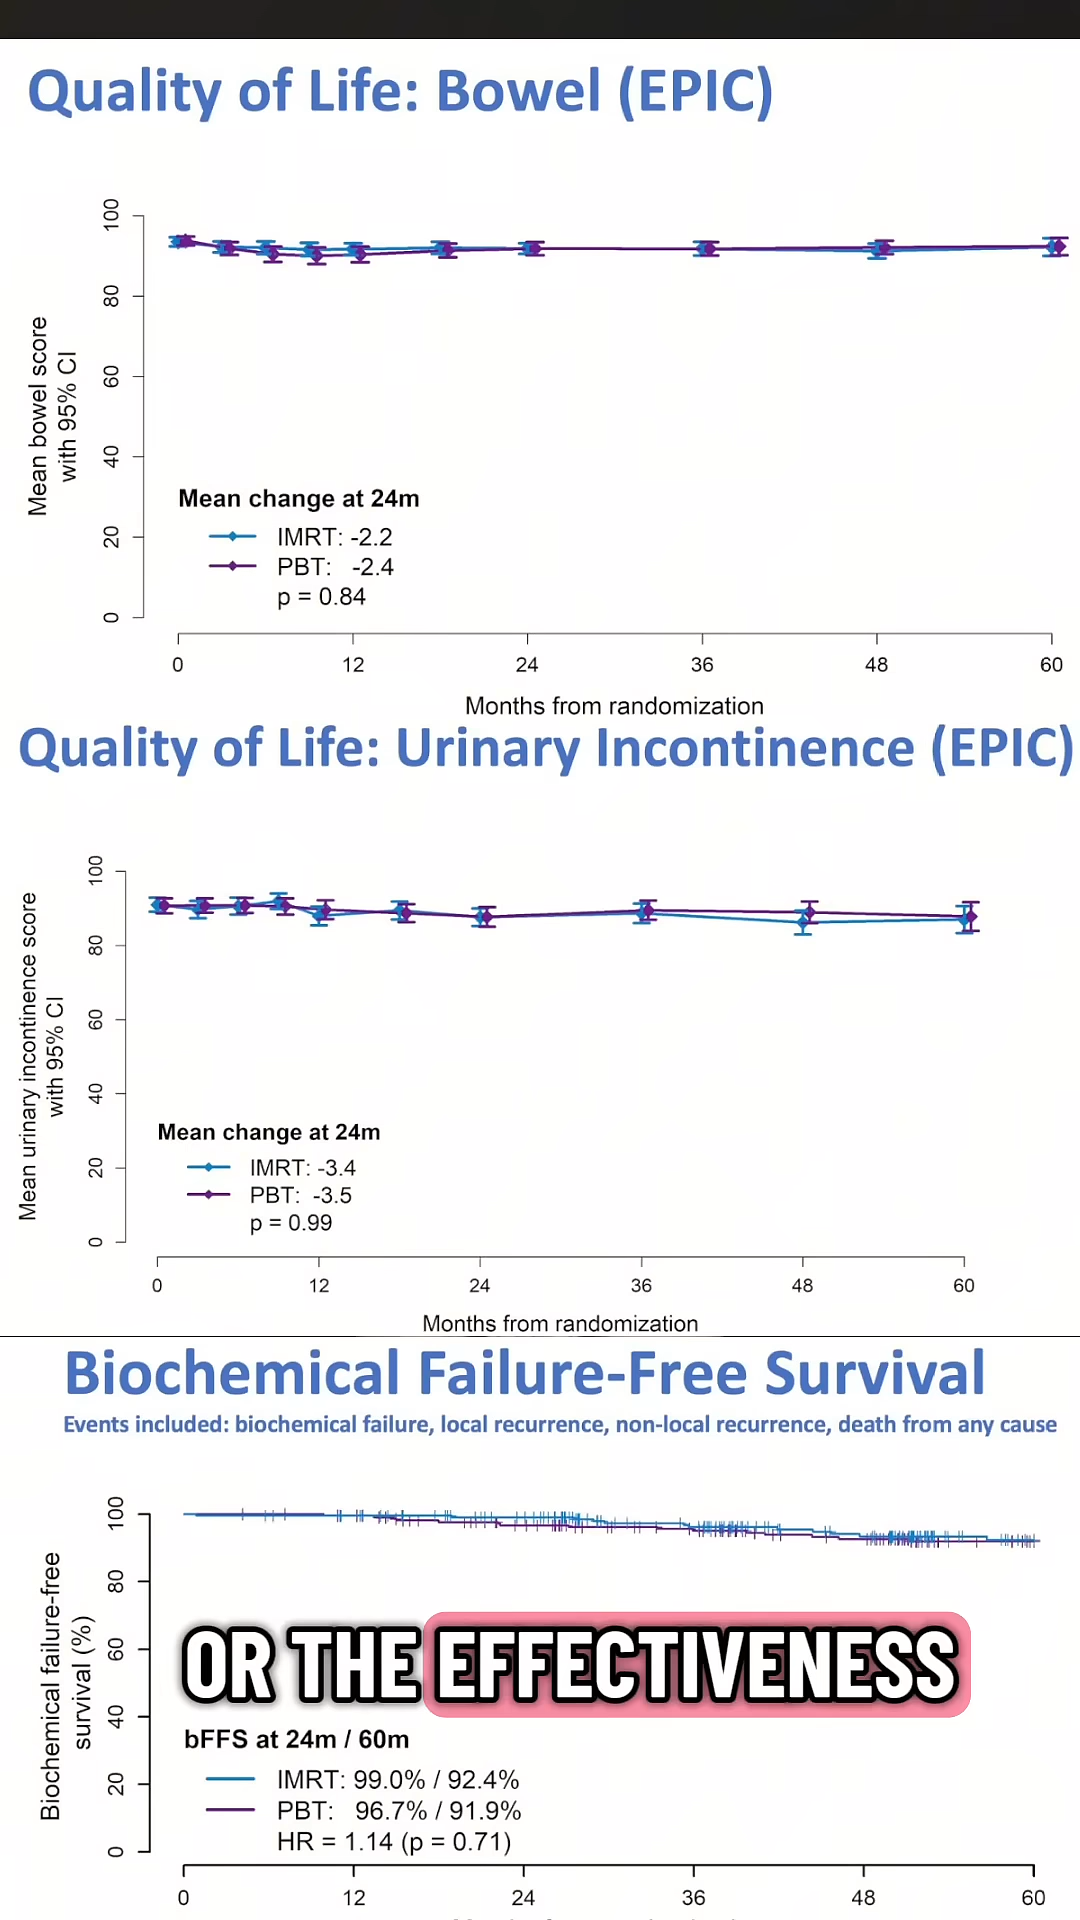 Quality of Life: Bowel (EPIC)
Mean bowel score
with 95% CI
100
80
60
40
20
0
Mean change at 24m
IMRT: -2.2
PBT: -2.4
p = 0.84
0 12 24 36 48 60
Months from randomization
Quality of Life: Urinary Incontinence (EPIC)
Mean urinary incontinence score
with 95% CI
100
80
60
40
20
0
Mean change at 24m
IMRT: -3.4
PBT: -3.5
p = 0.99
0 12 24 36 48 60
Months from randomization
Biochemical Failure-Free Survival
Events included: biochemical failure, local recurrence, non-local recurrence, death from any cause
Biochemical failure-free
survival (%)
100
80
60
40
20
0
OR THE EFFECTIVENESS
bFFS at 24m / 60m
IMRT: 99.0% / 92.4%
PBT: 96.7% / 91.9%
HR = 1.14 (p = 0.71)
0 12 24 36 48 60